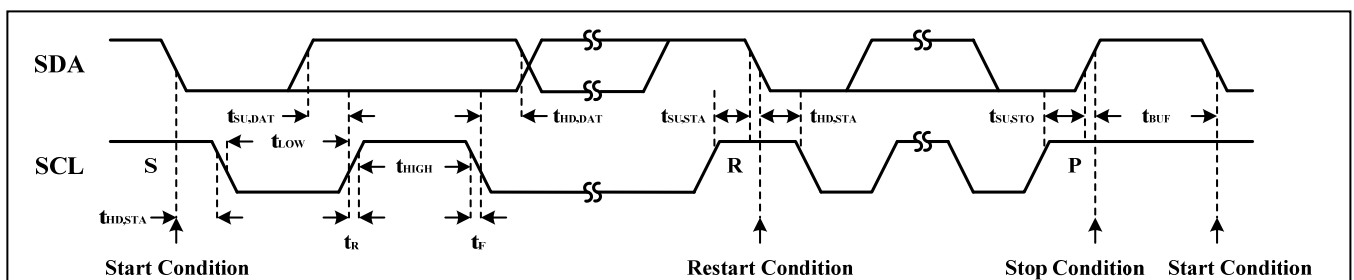 SDA
tSU,DAT
tHD,DAT
tSU,STA
tHD,STA
tSU,STO
tBUF
tLOW
SCL
S
tHIGH
R
P
tHD,STA
tR
tF
Start Condition
Restart Condition
Stop Condition
Start Condition